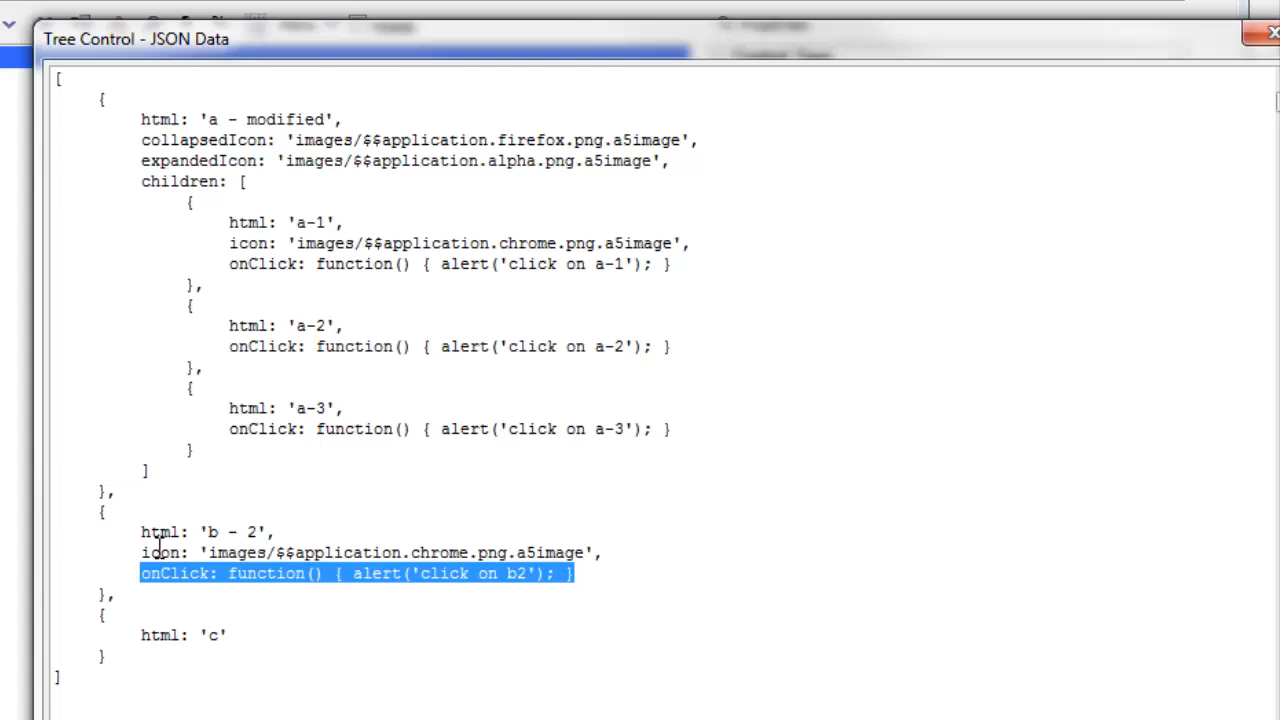 Tree Control - JSON Data
[
{
html: 'a - modified',
collapsedIcon: 'images/$$application.firefox.png.a5image',
expandedIcon: 'images/$$application.alpha.png.a5image',
children: [
{
html: 'a-1',
icon: 'images/$$application.chrome.png.a5image',
onClick: function() { alert('click on a-1'); }
},
{
html: 'a-2',
onClick: function() { alert('click on a-2'); }
},
{
html: 'a-3',
onClick: function() { alert('click on a-3'); }
}
]
},
{
html: 'b - 2',
icon: 'images/$$application.chrome.png.a5image',
onClick: function() { alert('click on b2'); }
},
{
html: 'c'
}
]